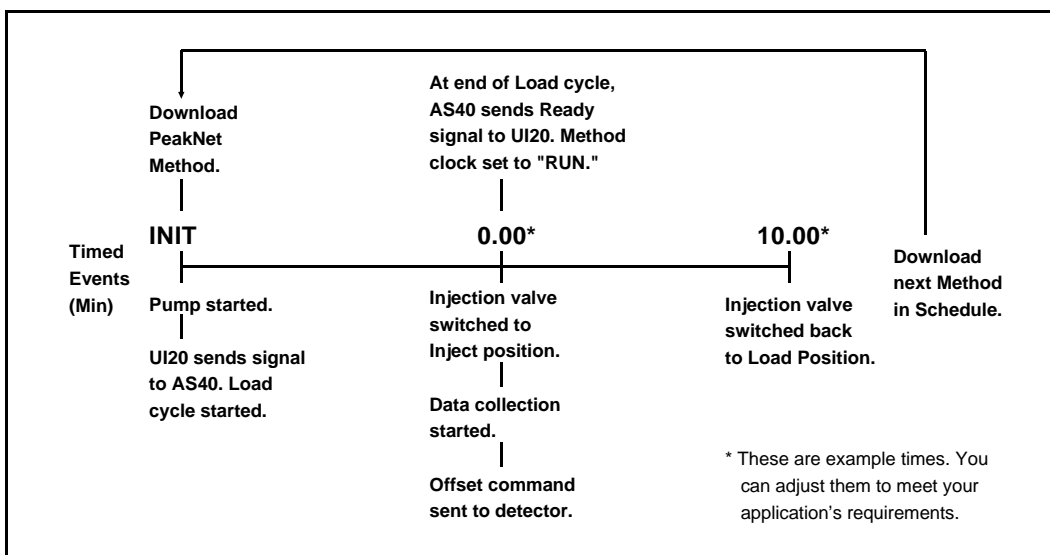 Download
PeakNet
Method.
At end of Load cycle,
AS40 sends Ready
signal to UI20. Method
clock set to "RUN."
Timed
Events
(Min)
INIT
0.00*
10.00*
Pump started.
UI20 sends signal
to AS40. Load
cycle started.
Injection valve
switched to
Inject position.
Data collection
started.
Offset command
sent to detector.
Injection valve
switched back
to Load Position.
Download
next Method
in Schedule.
* These are example times. You
can adjust them to meet your
application’s requirements.